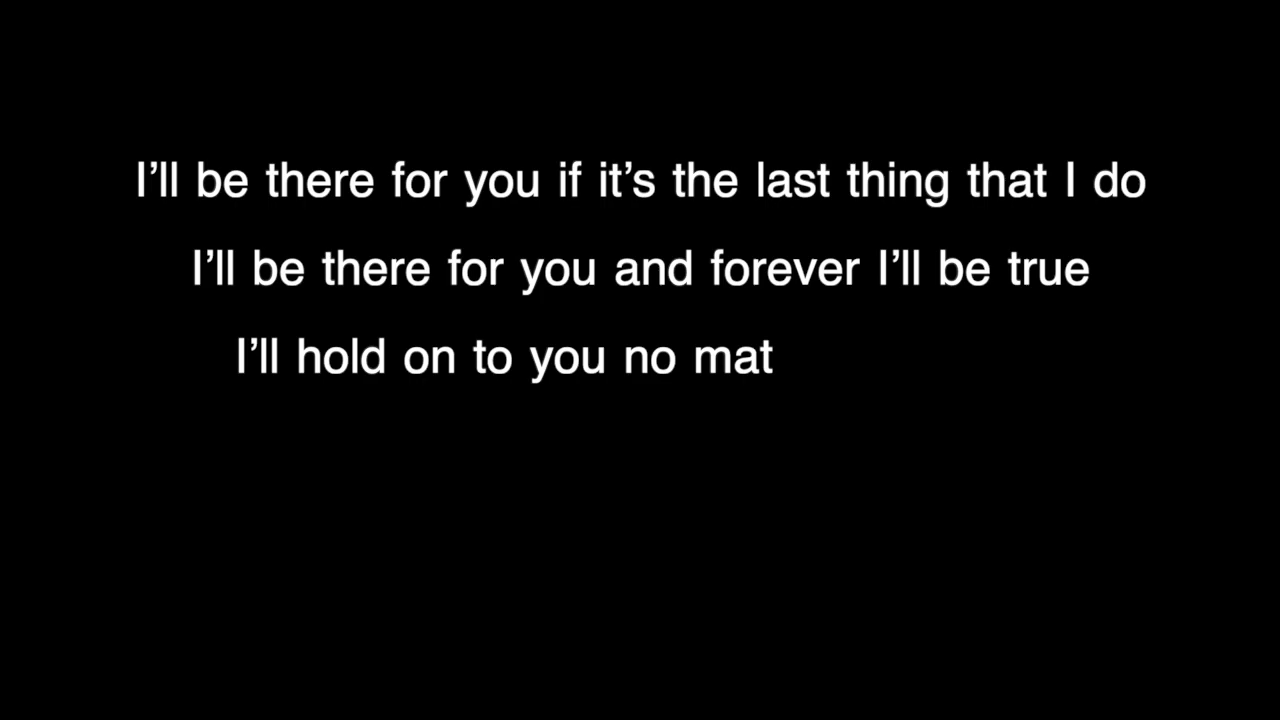 I’ll be there for you if it’s the last thing that I do
I’ll be there for you and forever I’ll be true
I’ll hold on to you no mat